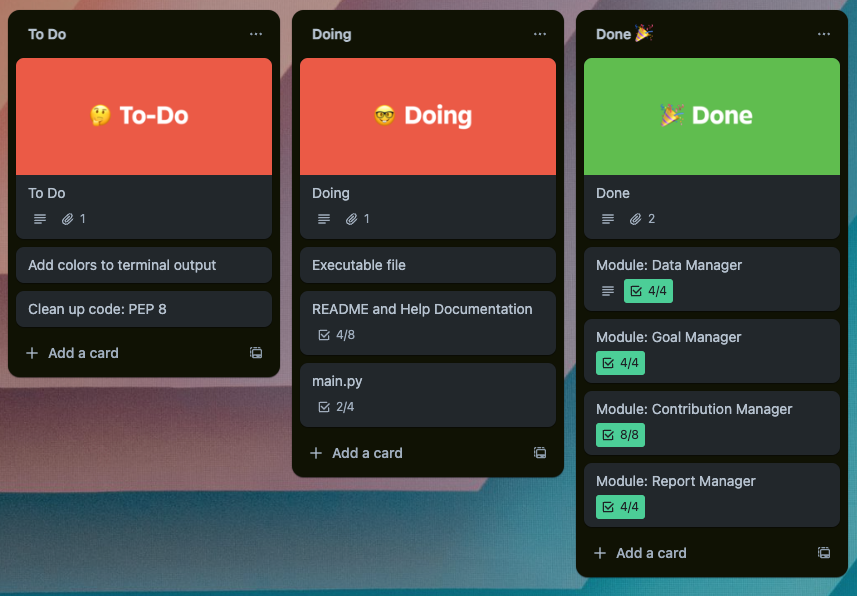 To Do
🤔 To-Do
To Do
1
Add colors to terminal output
Clean up code: PEP 8
+ Add a card
Doing
🤓 Doing
Doing
1
Executable file
README and Help Documentation
4/8
main.py
2/4
+ Add a card
Done 🎉
🎉 Done
Done
2
Module: Data Manager
4/4
Module: Goal Manager
4/4
Module: Contribution Manager
8/8
Module: Report Manager
4/4
+ Add a card